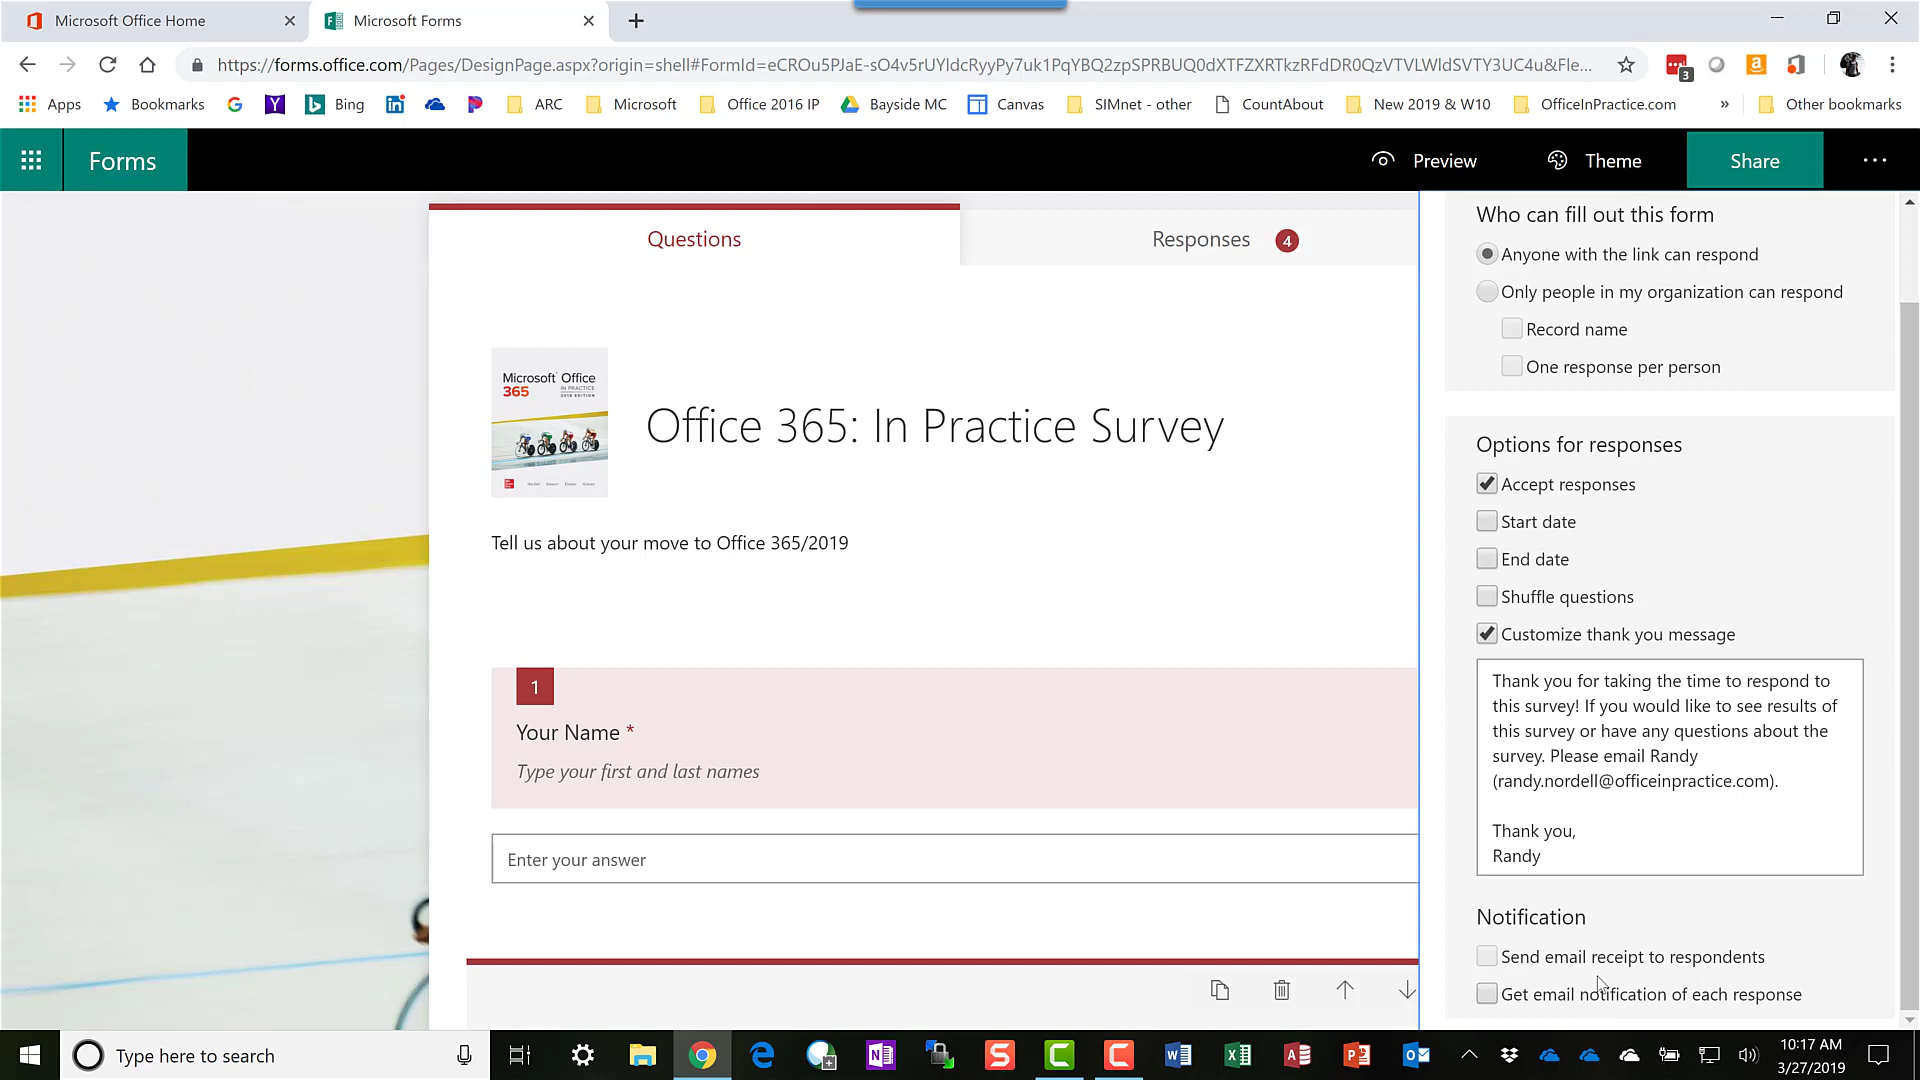 Microsoft Office Home
Microsoft Forms
https://forms.office.com/Pages/DesignPage.aspx?origin=shell#FormId=eCROu5PJaE-sO4v5rUYldcRyyPy7uk1PqYBQ2zpSPRBUQ0dXTFZXRTkzRFdDR0QzVTVLWldSVTY3UC4u&Fle...
3
Apps
Bookmarks
Bing
ARC
Microsoft
Office 2016 IP
Bayside MC
Canvas
SIMnet - other
CountAbout
New 2019 & W10
OfficeInPractice.com
»
Other bookmarks
Forms
Preview
Theme
Share
Questions
Responses
4
Microsoft Office
365
IN PRACTICE
2019 EDITION
Office 365: In Practice Survey
Tell us about your move to Office 365/2019
1
Your Name *
Type your first and last names
Enter your answer
Who can fill out this form
Anyone with the link can respond
Only people in my organization can respond
Record name
One response per person
Options for responses
Accept responses
Start date
End date
Shuffle questions
Customize thank you message
Thank you for taking the time to respond to
this survey! If you would like to see results of
this survey or have any questions about the
survey. Please email Randy
(randy.nordell@officeinpractice.com).
Thank you,
Randy
Notification
Send email receipt to respondents
Get email notification of each response
Type here to search
10:17 AM
3/27/2019